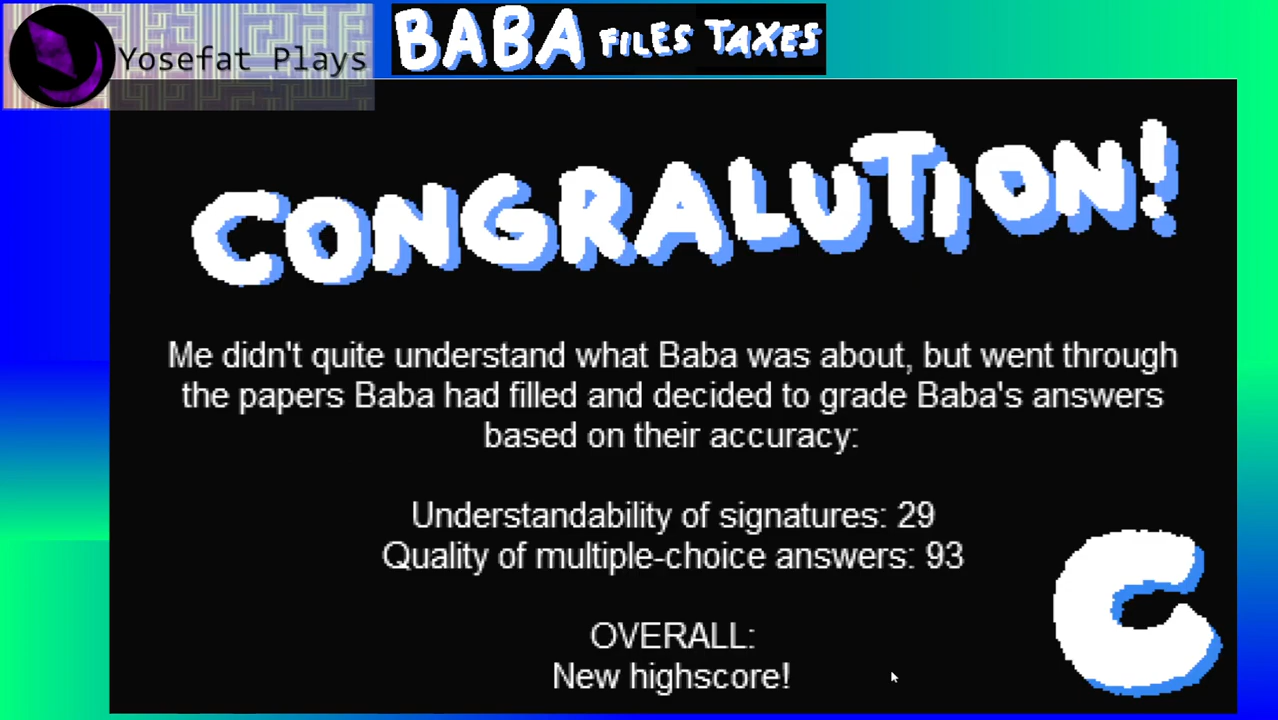 Yosefat Plays
BABA FILES TAXES
CONGRALUTION!
Me didn't quite understand what Baba was about, but went through
the papers Baba had filled and decided to grade Baba's answers
based on their accuracy:
Understandability of signatures: 29
Quality of multiple-choice answers: 93
OVERALL:
New highscore!
C